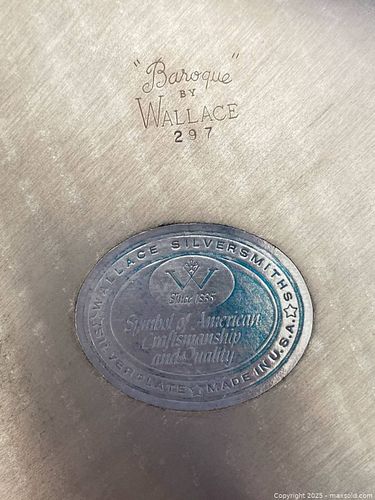 "Baroque"
BY
WALLACE
297
WALLACE SILVERSMITHS
W
Since 1835
Symbol of American
Craftsmanship
and Quality
SILVERPLATE
MADE IN U.S.A.
Copyright 2025 - maxsold.com